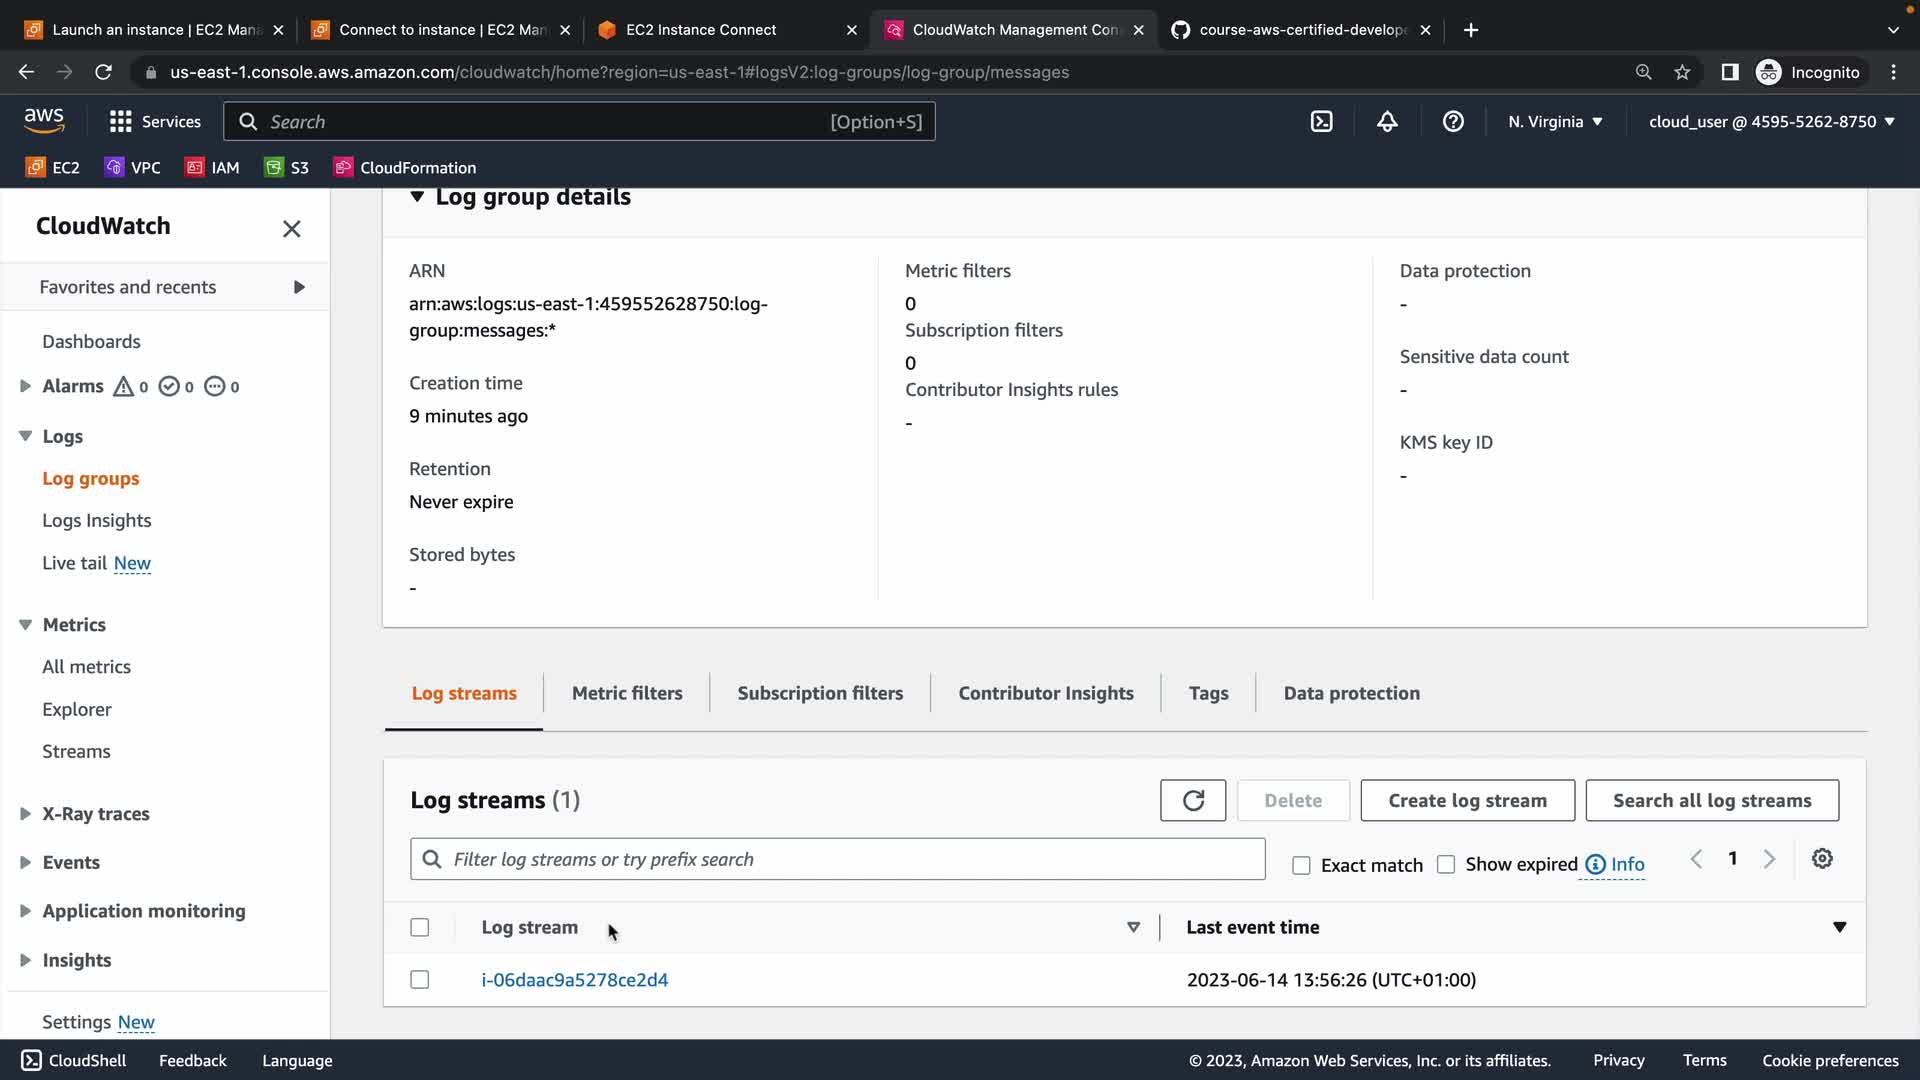 Launch an instance | EC2 Mana
Connect to instance | EC2 Man
EC2 Instance Connect
CloudWatch Management Con
course-aws-certified-develope
us-east-1.console.aws.amazon.com/cloudwatch/home?region=us-east-1#logsV2:log-groups/log-group/messages
Incognito
aws
Services
Search
[Option+S]
N. Virginia
cloud_user @ 4595-5262-8750
EC2
VPC
IAM
S3
CloudFormation
CloudWatch
Favorites and recents
Dashboards
Alarms 0 0 0
Logs
Log groups
Logs Insights
Live tail New
Metrics
All metrics
Explorer
Streams
X-Ray traces
Events
Application monitoring
Insights
Settings New
Log group details
ARN
arn:aws:logs:us-east-1:459552628750:log-
group:messages:*
Creation time
9 minutes ago
Retention
Never expire
Stored bytes
-
Metric filters
0
Subscription filters
0
Contributor Insights rules
-
Data protection
-
Sensitive data count
-
KMS key ID
-
Log streams
Metric filters
Subscription filters
Contributor Insights
Tags
Data protection
Log streams (1)
Delete
Create log stream
Search all log streams
Filter log streams or try prefix search
Exact match
Show expired
Info
1
Log stream
Last event time
i-06daac9a5278ce2d4
2023-06-14 13:56:26 (UTC+01:00)
CloudShell
Feedback
Language
© 2023, Amazon Web Services, Inc. or its affiliates.
Privacy
Terms
Cookie preferences